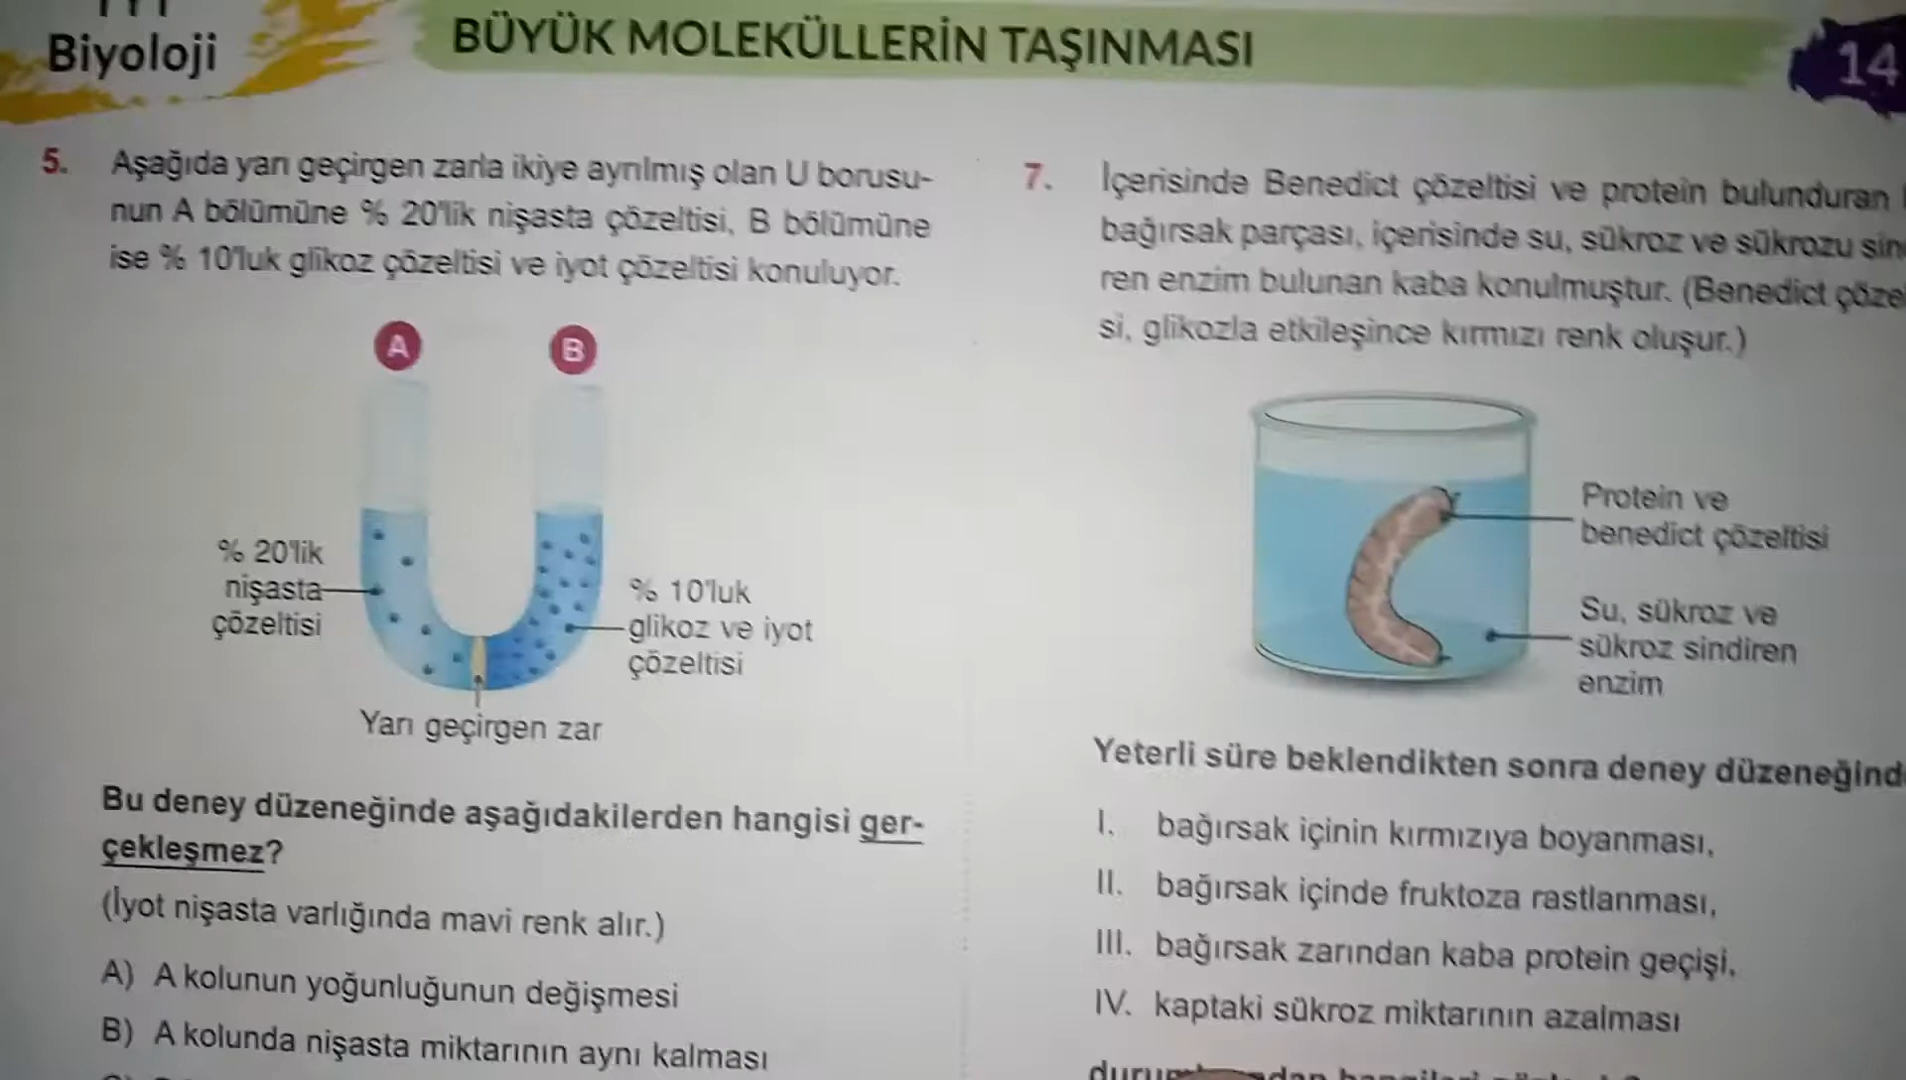 Biyoloji
BÜYÜK MOLEKÜLLERİN TAŞINMASI
14
5. Aşağıda yarı geçirgen zarla ikiye ayrılmış olan U borusu-
nun A bölümüne % 20'lik nişasta çözeltisi, B bölümüne
ise % 10'luk glikoz çözeltisi ve iyot çözeltisi konuluyor.
A
B
% 20'lik
nişasta
çözeltisi
% 10'luk
glikoz ve iyot
çözeltisi
Yarı geçirgen zar
Bu deney düzeneğinde aşağıdakilerden hangisi ger-
çekleşmez?
(İyot nişasta varlığında mavi renk alır.)
A) A kolunun yoğunluğunun değişmesi
B) A kolunda nişasta miktarının aynı kalması
7. İçerisinde Benedict çözeltisi ve protein bulunduran
bağırsak parçası, içerisinde su, sükroz ve sükrozu sin
ren enzim bulunan kaba konulmuştur. (Benedict çöze
si, glikozla etkileşince kırmızı renk oluşur.)
Protein ve
benedict çözeltisi
Su, sükroz ve
sükroz sindiren
enzim
Yeterli süre beklendikten sonra deney düzeneğind
I. bağırsak içinin kırmızıya boyanması,
II. bağırsak içinde fruktoza rastlanması,
III. bağırsak zarından kaba protein geçişi,
IV. kaptaki sükroz miktarının azalması